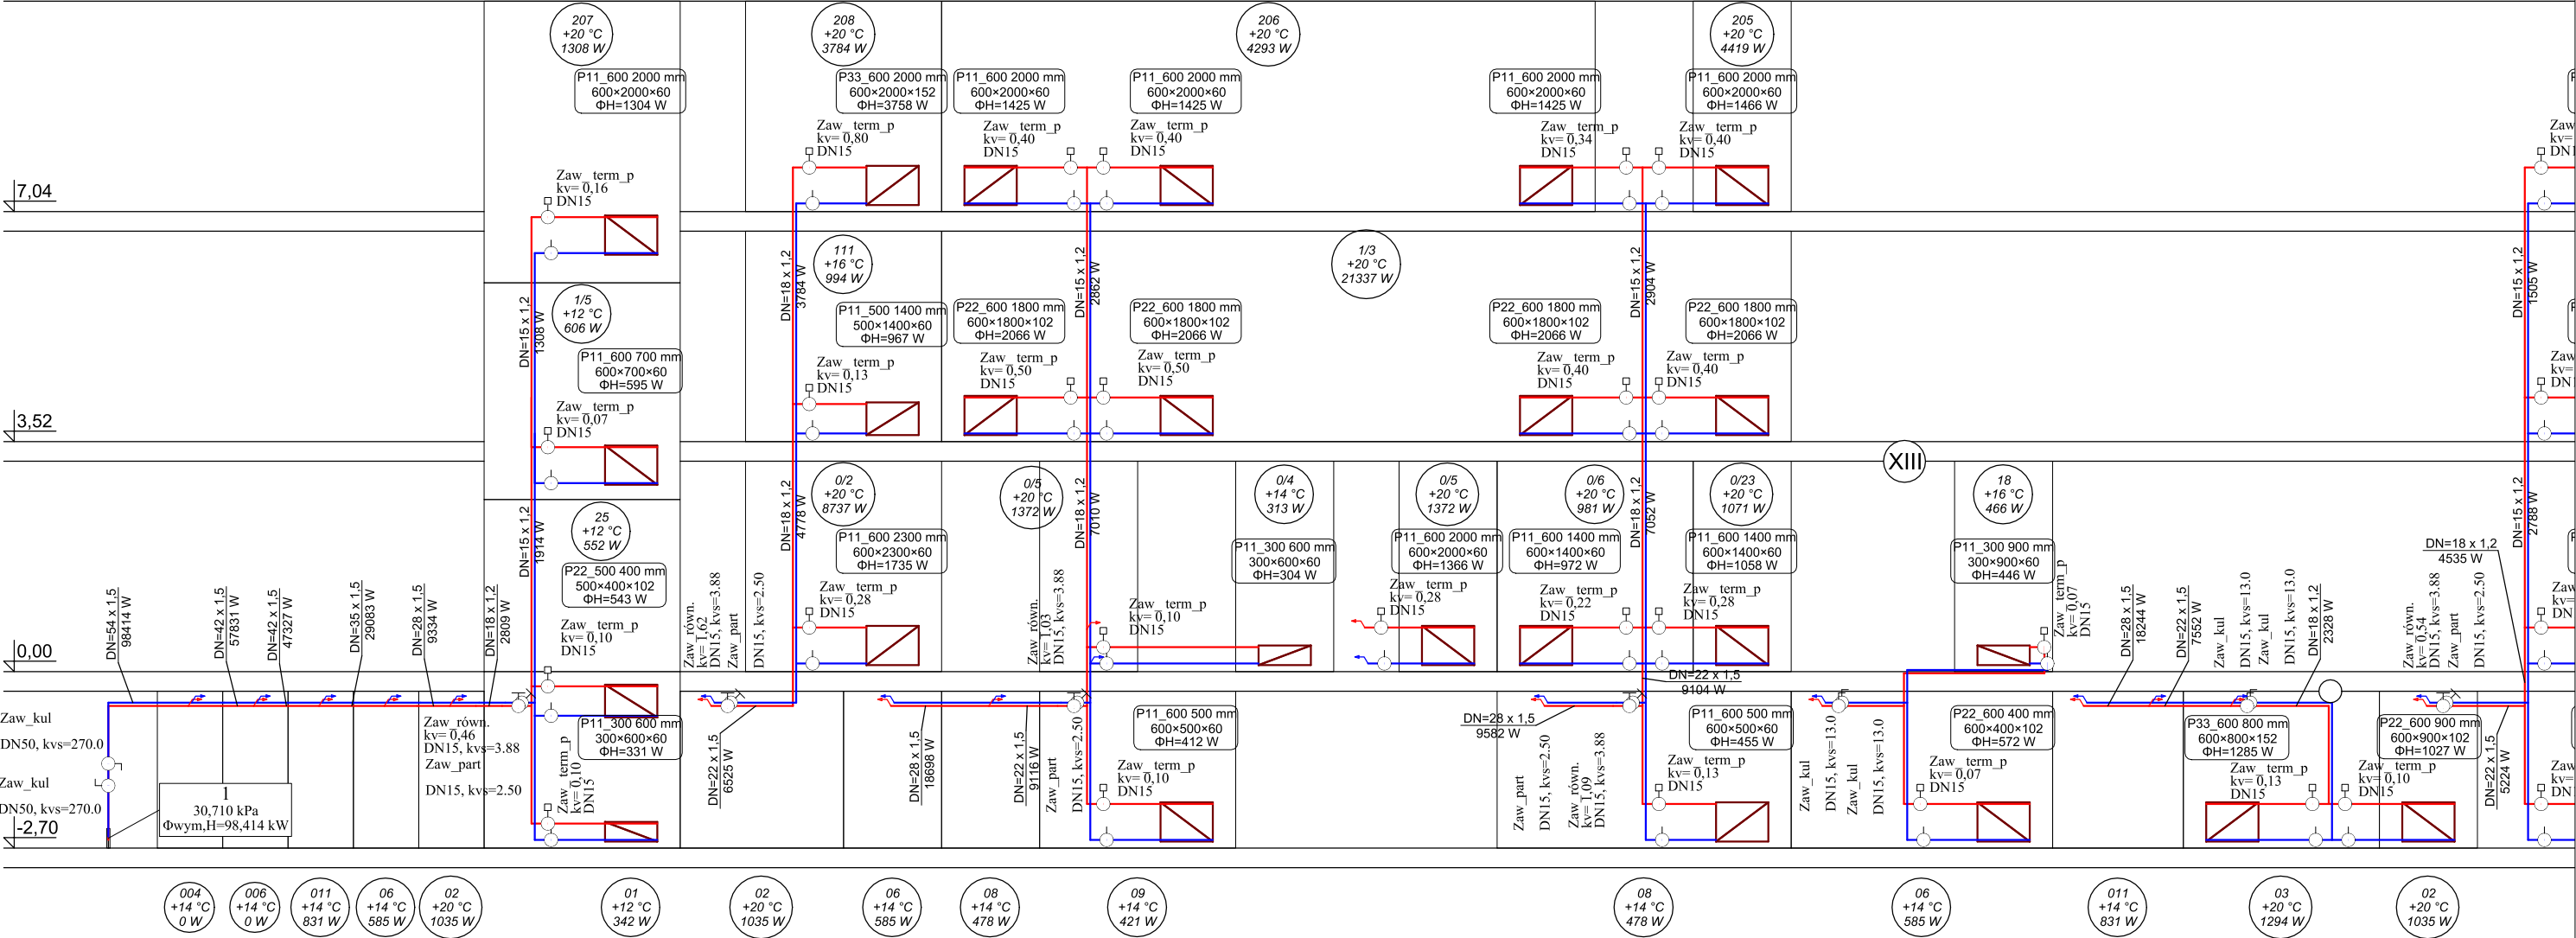 207
+20 °C
1308 W
208
+20 °C
3784 W
206
+20 °C
4293 W
205
+20 °C
4419 W
P11_600 2000 mm
600×2000×60
ΦH=1304 W
P33_600 2000 mm
600×2000×152
ΦH=3758 W
P11_600 2000 mm
600×2000×60
ΦH=1425 W
P11_600 2000 mm
600×2000×60
ΦH=1425 W
P11_600 2000 mm
600×2000×60
ΦH=1425 W
P11_600 2000 mm
600×2000×60
ΦH=1466 W
Zaw_term_p
kv= 0,16
DN15
Zaw_term_p
kv= 0,80
DN15
Zaw_term_p
kv= 0,40
DN15
Zaw_term_p
kv= 0,40
DN15
Zaw_term_p
kv= 0,34
DN15
Zaw_term_p
kv= 0,40
DN15
Zaw
kv=
DN1
7,04
DN=15 x 1,2
1308 W
DN=18 x 1,2
3784 W
DN=15 x 1,2
2862 W
DN=15 x 1,2
2904 W
DN=15 x 1,2
1505 W
1/5
+12 °C
606 W
111
+16 °C
994 W
1/3
+20 °C
21337 W
P11_600 700 mm
600×700×60
ΦH=595 W
P11_500 1400 mm
500×1400×60
ΦH=967 W
P22_600 1800 mm
600×1800×102
ΦH=2066 W
P22_600 1800 mm
600×1800×102
ΦH=2066 W
P22_600 1800 mm
600×1800×102
ΦH=2066 W
P22_600 1800 mm
600×1800×102
ΦH=2066 W
Zaw_term_p
kv= 0,07
DN15
Zaw_term_p
kv= 0,13
DN15
Zaw_term_p
kv= 0,50
DN15
Zaw_term_p
kv= 0,50
DN15
Zaw_term_p
kv= 0,40
DN15
Zaw_term_p
kv= 0,40
DN15
Zaw
kv=
DN1
3,52
XIII
DN=15 x 1,2
1914 W
DN=18 x 1,2
4778 W
DN=18 x 1,2
7010 W
DN=18 x 1,2
7052 W
DN=15 x 1,2
2788 W
DN=18 x 1,2
4535 W
25
+12 °C
552 W
0/2
+20 °C
8737 W
0/5
+20 °C
1372 W
0/4
+14 °C
313 W
0/5
+20 °C
1372 W
0/6
+20 °C
981 W
0/23
+20 °C
1071 W
18
+16 °C
466 W
P22_500 400 mm
500×400×102
ΦH=543 W
P11_600 2300 mm
600×2300×60
ΦH=1735 W
P11_300 600 mm
300×600×60
ΦH=304 W
P11_600 2000 mm
600×2000×60
ΦH=1366 W
P11_600 1400 mm
600×1400×60
ΦH=972 W
P11_600 1400 mm
600×1400×60
ΦH=1058 W
P11_300 900 mm
300×900×60
ΦH=446 W
Zaw_term_p
kv= 0,10
DN15
Zaw_term_p
kv= 0,28
DN15
Zaw_term_p
kv= 0,10
DN15
Zaw_term_p
kv= 0,28
DN15
Zaw_term_p
kv= 0,22
DN15
Zaw_term_p
kv= 0,28
DN15
Zaw_term_p
kv= 0,07
DN15
Zaw
kv=
DN1
0,00
DN=54 x 1,5
98414 W
DN=42 x 1,5
57831 W
DN=42 x 1,5
47327 W
DN=35 x 1,5
29083 W
DN=28 x 1,5
9334 W
DN=18 x 1,2
2809 W
Zaw_równ.
kv= 1,62
DN15, kvs=3.88
Zaw_part
DN15, kvs=2.50
Zaw_równ.
kv= 1,03
DN15, kvs=3.88
DN=28 x 1,5
18244 W
DN=22 x 1,5
7552 W
Zaw_kul
DN15, kvs=13.0
Zaw_kul
DN15, kvs=13.0
DN=18 x 1,2
2328 W
Zaw_równ.
kv= 0,54
DN15, kvs=3.88
Zaw_part
DN15, kvs=2.50
Zaw_kul
DN50, kvs=270.0
Zaw_kul
DN50, kvs=270.0
1
30,710 kPa
Φwym,H=98,414 kW
Zaw_równ.
kv= 0,46
DN15, kvs=3.88
Zaw_part
DN15, kvs=2.50
P11_300 600 mm
300×600×60
ΦH=331 W
Zaw_term_p
kv= 0,10
DN15
DN=22 x 1,5
6525 W
DN=28 x 1,5
18698 W
DN=22 x 1,5
9116 W
Zaw_part
DN15, kvs=2.50
P11_600 500 mm
600×500×60
ΦH=412 W
Zaw_term_p
kv= 0,10
DN15
DN=28 x 1,5
9582 W
DN=22 x 1,5
9104 W
Zaw_part
DN15, kvs=2.50
Zaw_równ.
kv= 1,09
DN15, kvs=3.88
P11_600 500 mm
600×500×60
ΦH=455 W
Zaw_term_p
kv= 0,13
DN15
Zaw_kul
DN15, kvs=13.0
Zaw_kul
DN15, kvs=13.0
P22_600 400 mm
600×400×102
ΦH=572 W
Zaw_term_p
kv= 0,07
DN15
P33_600 800 mm
600×800×152
ΦH=1285 W
Zaw_term_p
kv= 0,13
DN15
P22_600 900 mm
600×900×102
ΦH=1027 W
Zaw_term_p
kv= 0,10
DN15
DN=22 x 1,5
5224 W
Zaw
kv=
DN1
-2,70
004
+14 °C
0 W
006
+14 °C
0 W
011
+14 °C
831 W
06
+14 °C
585 W
02
+20 °C
1035 W
01
+12 °C
342 W
02
+20 °C
1035 W
06
+14 °C
585 W
08
+14 °C
478 W
09
+14 °C
421 W
08
+14 °C
478 W
06
+14 °C
585 W
011
+14 °C
831 W
03
+20 °C
1294 W
02
+20 °C
1035 W